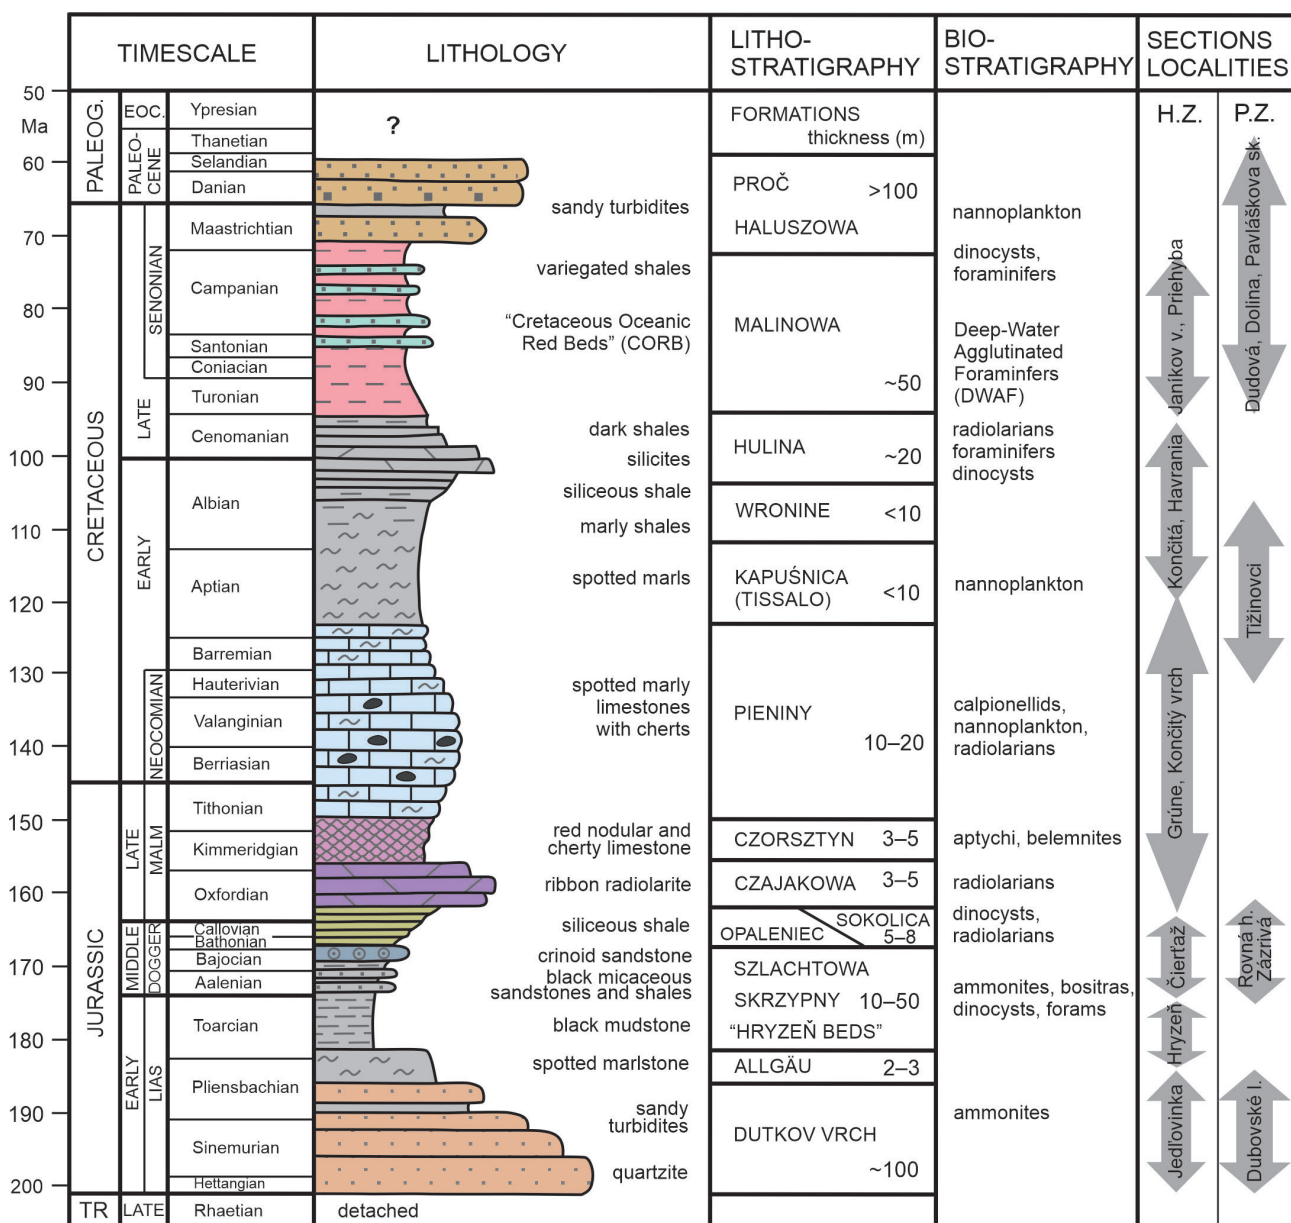 TIMESCALE
LITHOLOGY
LITHO-
STRATIGRAPHY
BIO-
STRATIGRAPHY
SECTIONS
LOCALITIES
50
Ma
60
70
80
90
100
110
120
130
140
150
160
170
180
190
200
PALEOG.
CRETACEOUS
JURASSIC
TR
EOC.
PALEO-
CENE
SENONIAN
LATE
EARLY
NEOCOMIAN
LATE
MALM
MIDDLE
DOGGER
EARLY
LIAS
LATE
Ypresian
Thanetian
Selandian
Danian
Maastrichtian
Campanian
Santonian
Coniacian
Turonian
Cenomanian
Albian
Aptian
Barremian
Hauterivian
Valanginian
Berriasian
Tithonian
Kimmeridgian
Oxfordian
Callovian
Bathonian
Bajocian
Aalenian
Toarcian
Pliensbachian
Sinemurian
Hettangian
Rhaetian
?
sandy turbidites
variegated shales
“Cretaceous Oceanic
Red Beds” (CORB)
dark shales
silicites
siliceous shale
marly shales
spotted marls
spotted marly
limestones
with cherts
red nodular and
cherty limestone
ribbon radiolarite
siliceous shale
crinoid sandstone
black micaceous
sandstones and shales
black mudstone
spotted marlstone
sandy
turbidites
quartzite
detached
FORMATIONS
thickness (m)
PROČ >100
HALUSZOWA
MALINOWA
~50
HULINA ~20
WRONINE <10
KAPUŚNICA
(TISSALO) <10
PIENINY
10–20
CZORSZTYN 3–5
CZAJAKOWA 3–5
SOKOLICA
OPALENIEC 5–8
SZLACHTOWA
SKRZYPNY 10–50
“HRYZEŇ BEDS”
ALLGÄU 2–3
DUTKOV VRCH
~100
nannoplankton
dinocysts,
foraminifers
Deep-Water
Agglutinated
Foraminfers
(DWAF)
radiolarians
foraminifers
dinocysts
nannoplankton
calpionellids,
nannoplankton,
radiolarians
aptychi, belemnites
radiolarians
dinocysts,
radiolarians
ammonites, bositras,
dinocysts, forams
ammonites
H.Z.
Janíkov v., Priehyba
Končitá, Havrania
Grúne, Končitý vrch
Čierťaž
Hryzeň
Jedľovinka
P.Z.
Dudová, Dolina, Pavláškova sk.
Tižinovci
Rovná h.
Zázrivá
Dubovské l.